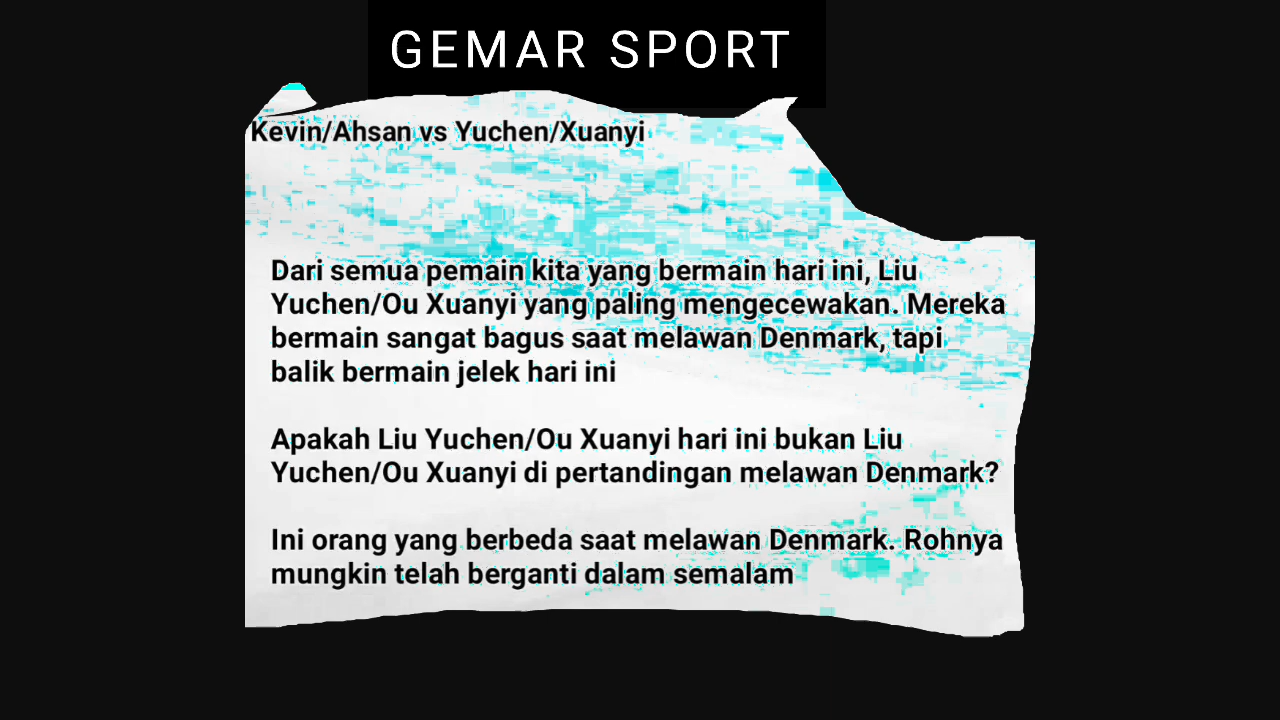 GEMAR SPORT
Kevin/Ahsan vs Yuchen/Xuanyi
Dari semua pemain kita yang bermain hari ini, Liu
Yuchen/Ou Xuanyi yang paling mengecewakan. Mereka
bermain sangat bagus saat melawan Denmark, tapi
balik bermain jelek hari ini
Apakah Liu Yuchen/Ou Xuanyi hari ini bukan Liu
Yuchen/Ou Xuanyi di pertandingan melawan Denmark?
Ini orang yang berbeda saat melawan Denmark. Rohnya
mungkin telah berganti dalam semalam